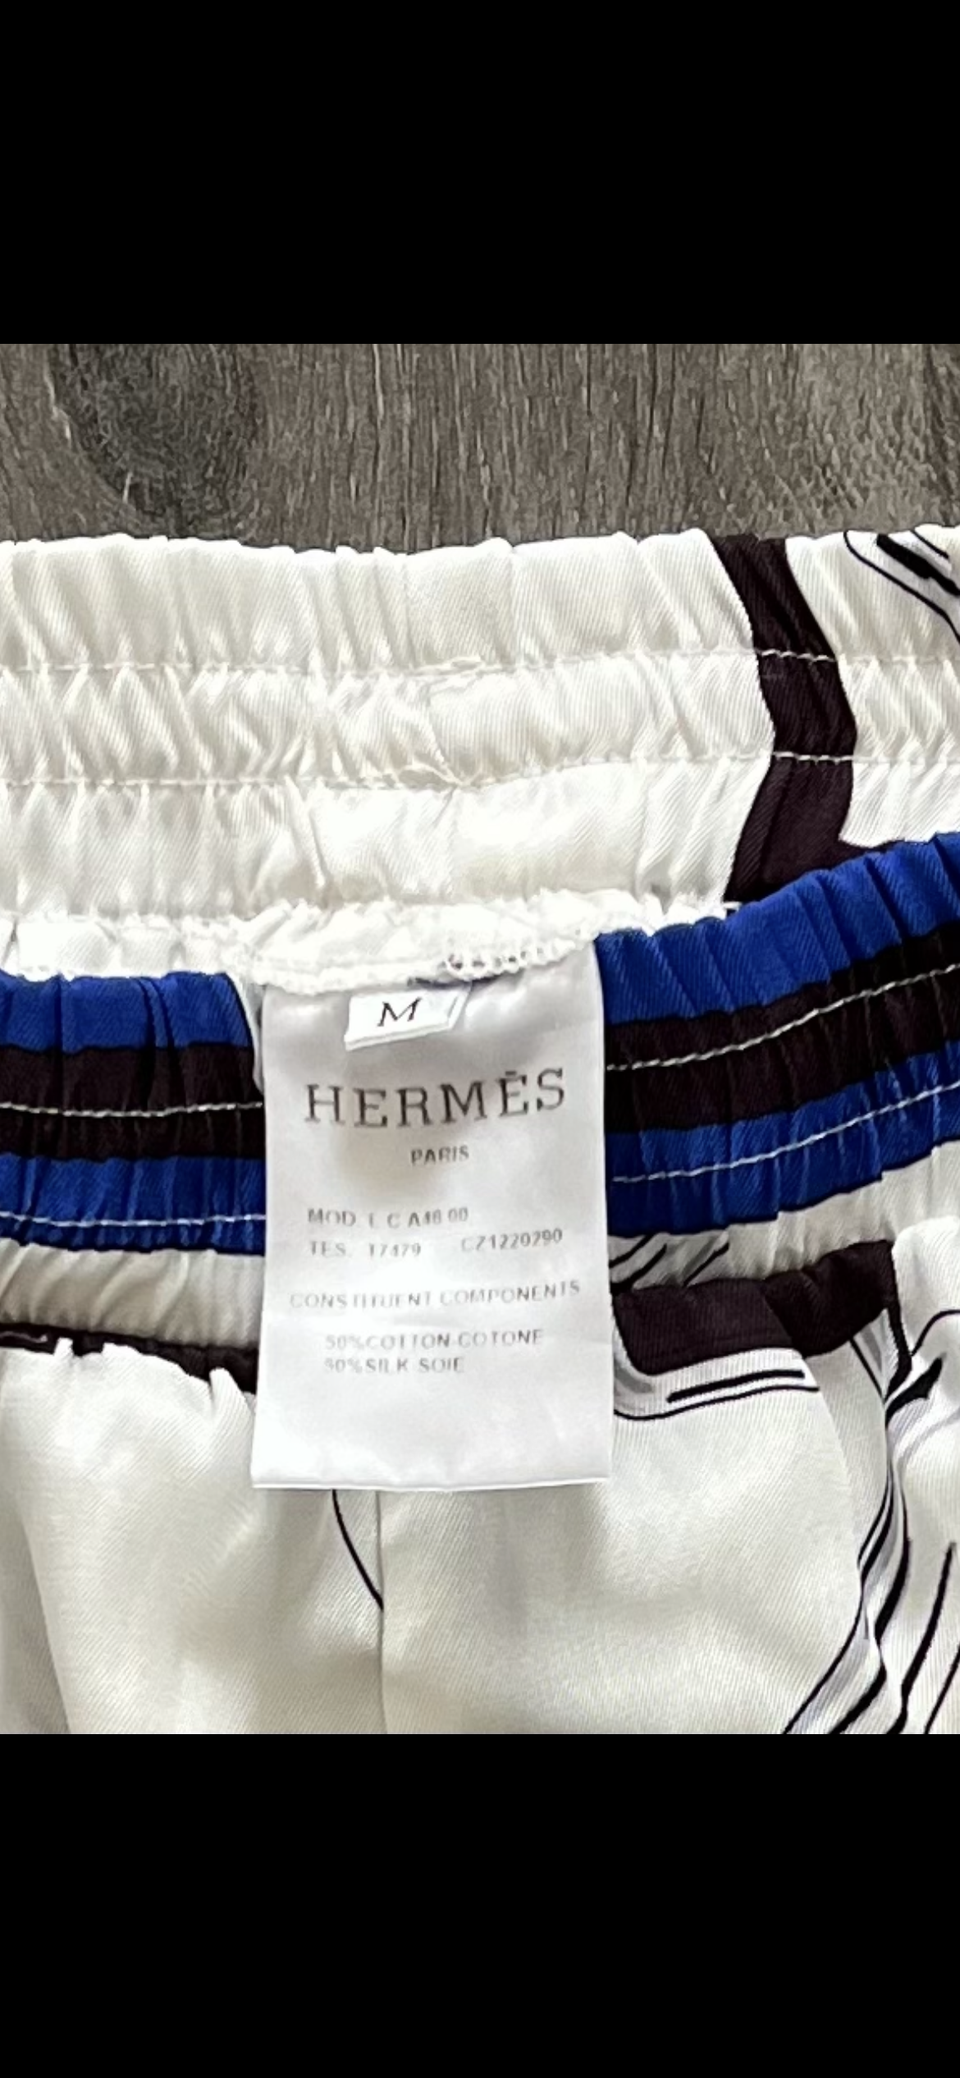 M
HERMÈS
PARIS
MOD. L C A48 00
TES. 17479 CZ1220290
CONSTITUENT COMPONENTS
50%COTTON-COTONE
50%SILK SOIE